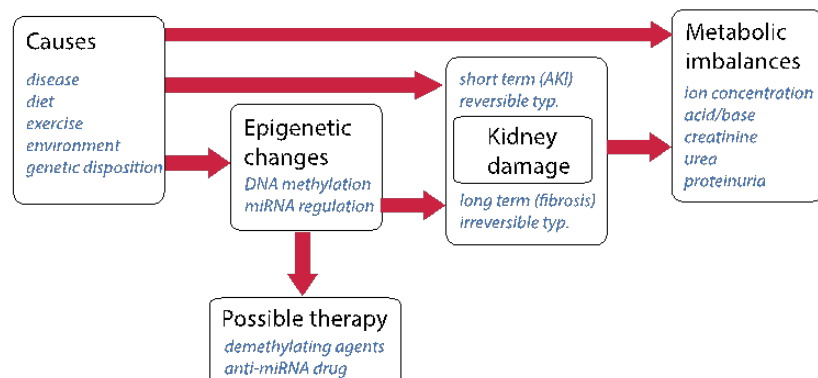 Causes
disease
diet
exercise
environment
genetic disposition
Epigenetic
changes
DNA methylation
miRNA regulation
Possible therapy
demethylating agents
anti-miRNA drug
short term (AKI)
reversible typ.
Kidney
damage
long term (fibrosis)
irreversible typ.
Metabolic
imbalances
ion concentration
acid/base
creatinine
urea
proteinuria